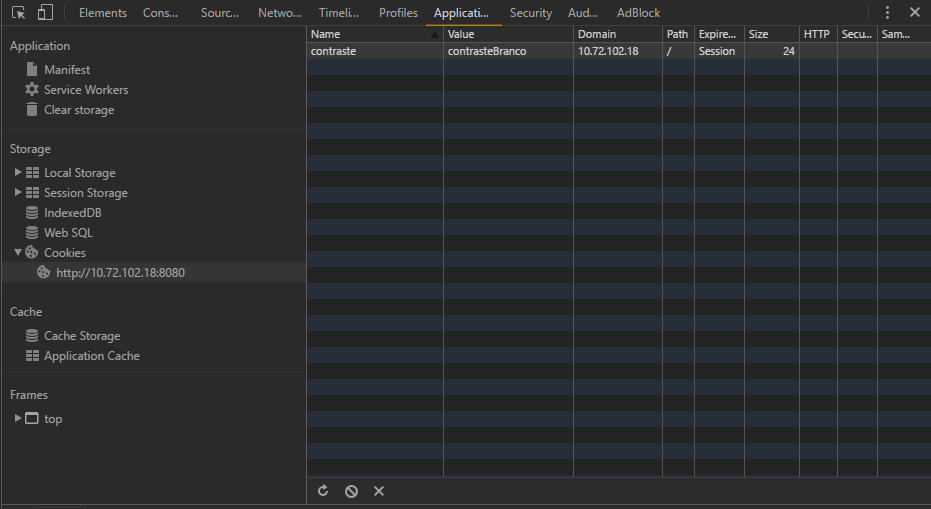 Elements Cons... Sourc... Netwo... Timeli... Profiles Applicati... Security Aud... AdBlock
Application
Manifest
Service Workers
Clear storage
Storage
Local Storage
Session Storage
IndexedDB
Web SQL
Cookies
http://10.72.102.18:8080
Cache
Cache Storage
Application Cache
Frames
top
Name Value Domain Path Expire... Size HTTP Secu... Sam...
contraste contrasteBranco 10.72.102.18 / Session 24